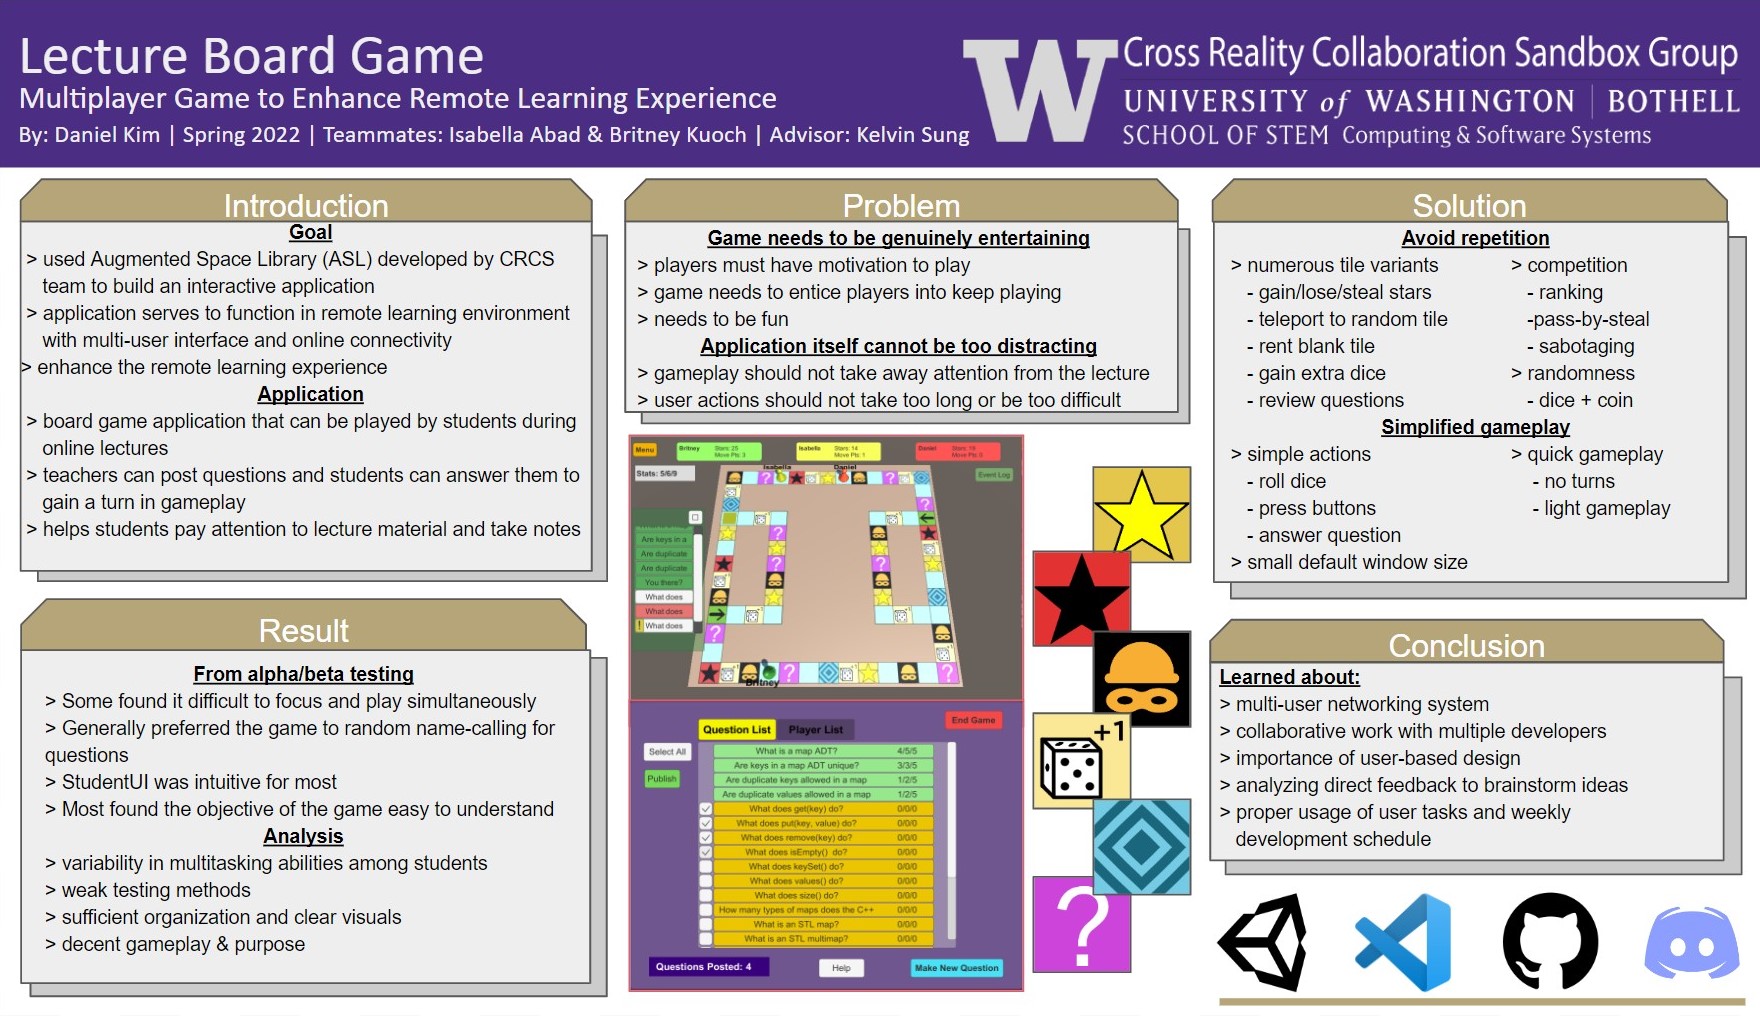 Lecture Board Game
Multiplayer Game to Enhance Remote Learning Experience
By: Daniel Kim | Spring 2022 | Teammates: Isabella Abad & Britney Kuoch | Advisor: Kelvin Sung
W
Cross Reality Collaboration Sandbox Group
UNIVERSITY of WASHINGTON | BOTHELL
SCHOOL OF STEM Computing & Software Systems
Introduction
Goal
> used Augmented Space Library (ASL) developed by CRCS
team to build an interactive application
> application serves to function in remote learning environment
with multi-user interface and online connectivity
> enhance the remote learning experience
Application
> board game application that can be played by students during
online lectures
> teachers can post questions and students can answer them to
gain a turn in gameplay
> helps students pay attention to lecture material and take notes
Result
From alpha/beta testing
> Some found it difficult to focus and play simultaneously
> Generally preferred the game to random name-calling for
questions
> StudentUI was intuitive for most
> Most found the objective of the game easy to understand
Analysis
> variability in multitasking abilities among students
> weak testing methods
> sufficient organization and clear visuals
> decent gameplay & purpose
Problem
Game needs to be genuinely entertaining
> players must have motivation to play
> game needs to entice players into keep playing
> needs to be fun
Application itself cannot be too distracting
> gameplay should not take away attention from the lecture
> user actions should not take too long or be too difficult
Menu
Britney Stars: 25
Move Pts: 3
Isabella Stars: 14
Move Pts: 1
Daniel Stars: 19
Move Pts: 0
Stats: 5/6/9
Isabella
Daniel
Event Log
Are keys in a
Are duplicate
Are duplicate
You there?
What does
What does
! What does
Britney
Question List
Player List
End Game
Select All
Publish
What is a map ADT? 4/5/5
Are keys in a map ADT unique? 3/3/5
Are duplicate keys allowed in a map 1/2/5
Are duplicate values allowed in a map 1/2/5
What does get(key) do? 0/0/0
What does put(key, value) do? 0/0/0
What does remove(key) do? 0/0/0
What does isEmpty() do? 0/0/0
What does keySet() do? 0/0/0
What does values() do? 0/0/0
What does size() do? 0/0/0
How many types of maps does the C++ 0/0/0
What is an STL map? 0/0/0
What is an STL multimap? 0/0/0
Questions Posted: 4
Help
Make New Question
+1
?
Solution
Avoid repetition
> numerous tile variants
- gain/lose/steal stars
- teleport to random tile
- rent blank tile
- gain extra dice
- review questions
> competition
- ranking
-pass-by-steal
- sabotaging
> randomness
- dice + coin
Simplified gameplay
> simple actions
- roll dice
- press buttons
- answer question
> small default window size
> quick gameplay
- no turns
- light gameplay
Conclusion
Learned about:
> multi-user networking system
> collaborative work with multiple developers
> importance of user-based design
> analyzing direct feedback to brainstorm ideas
> proper usage of user tasks and weekly
development schedule